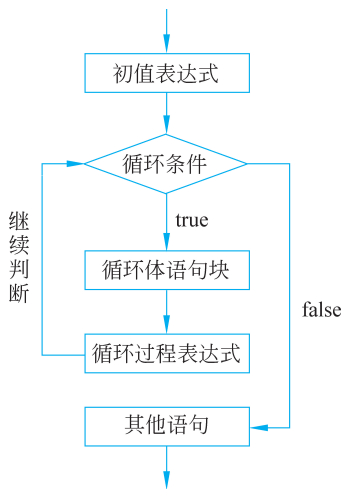 初值表达式
循环条件
true
循环体语句块
继续判断
false
循环过程表达式
其他语句